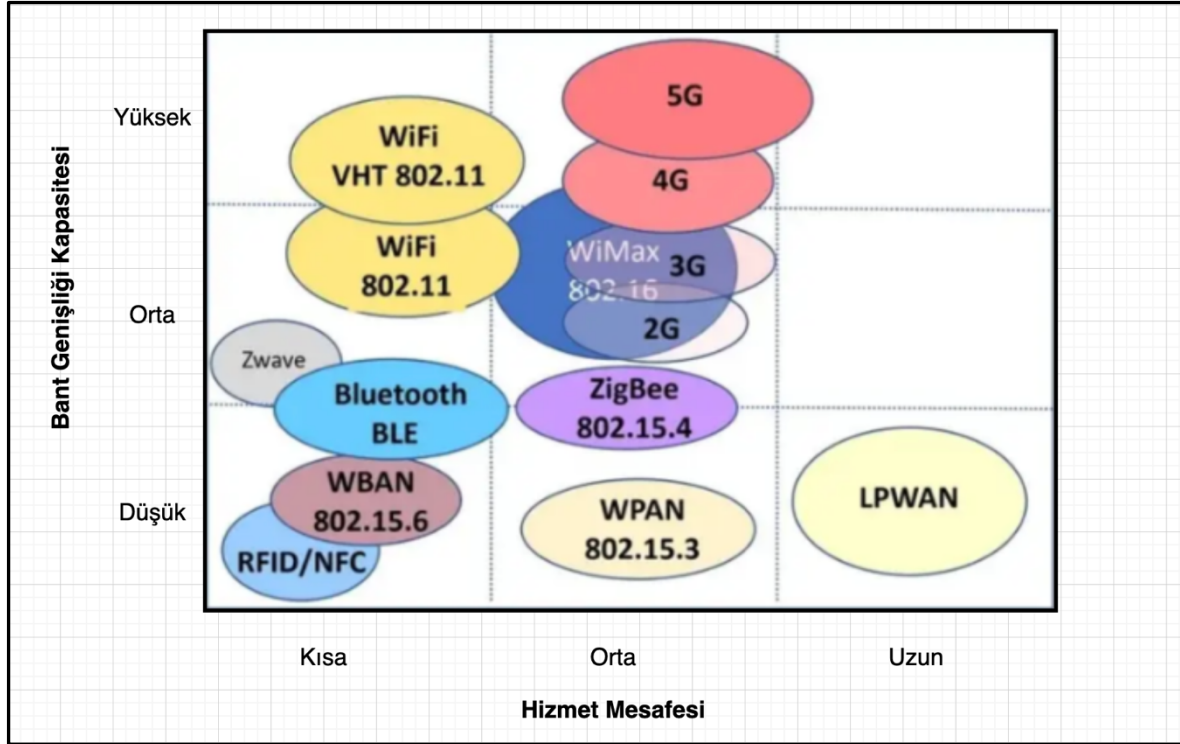 Bant Genişliği Kapasitesi
Yüksek
Orta
Düşük
5G
WiFi
VHT 802.11
4G
WiFi
802.11
WiMax
802.16
3G
2G
Zwave
Bluetooth
BLE
ZigBee
802.15.4
WBAN
802.15.6
RFID/NFC
WPAN
802.15.3
LPWAN
Kısa
Orta
Uzun
Hizmet Mesafesi